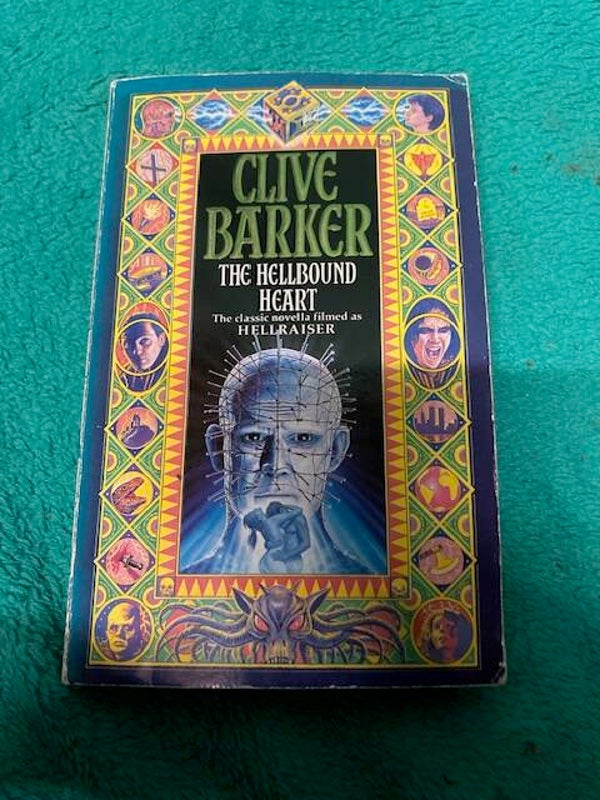 CLIVE
BARKER
THE HELLBOUND
HEART
The classic novella filmed as
HELLRAISER